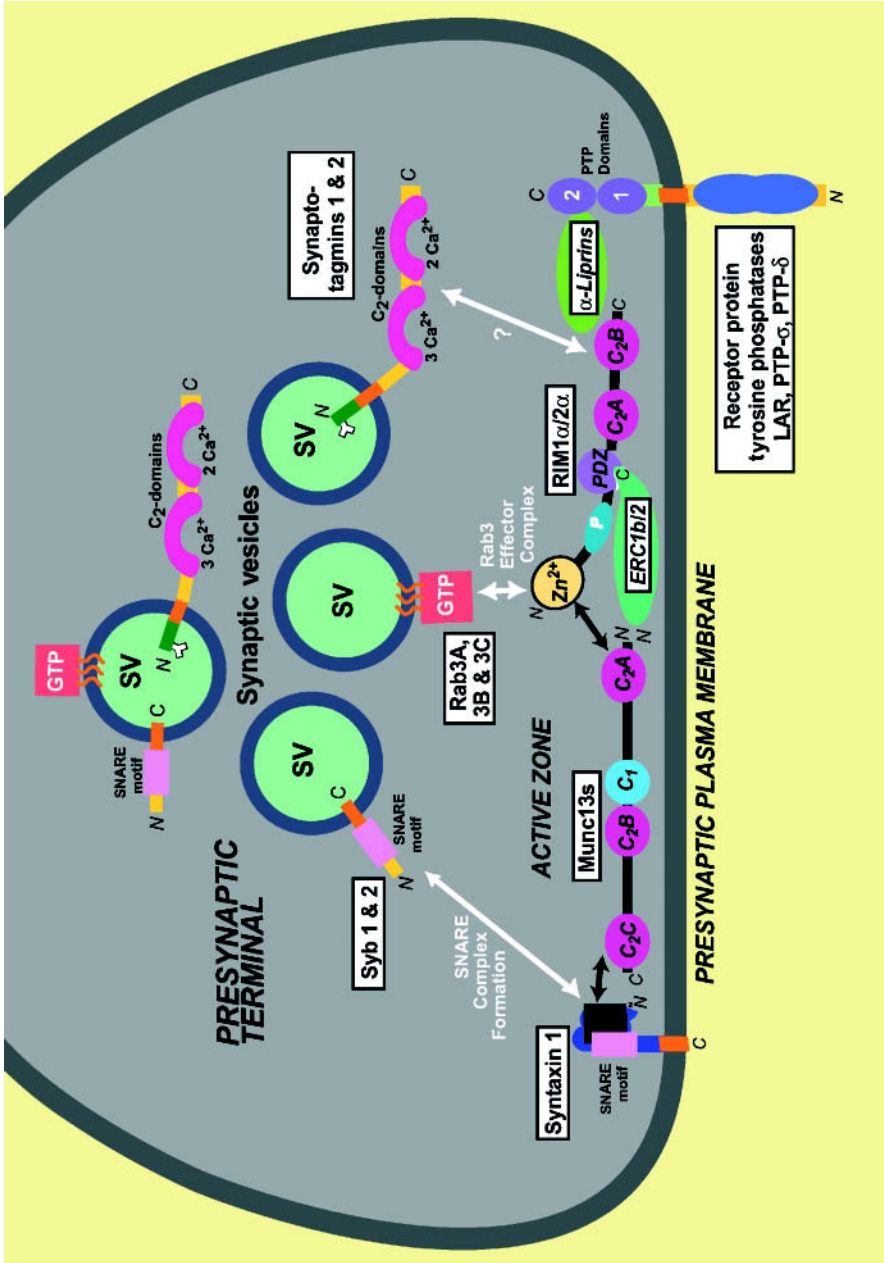 GTP
SV
N
C
SNARE
motif
N
C₂-domains
3 Ca²⁺
2 Ca²⁺
C
PRESYNAPTIC
TERMINAL
Synaptic vesicles
SV
C
SNARE
motif
N
Syb 1 & 2
SV
GTP
Rab3A,
3B & 3C
Rab3
Effector
Complex
SV
N
C₂-domains
3 Ca²⁺
2 Ca²⁺
C
Synapto-
tagmins 1 & 2
SNARE
Complex
Formation
?
ACTIVE ZONE
Syntaxin 1
SNARE
motif
N
C
C
C₂C
C₂B
C₁
C₂A
N
Munc13s
N
Zn²⁺
P
PDZ
C₂A
C₂B
C
RIM1α/2α
N
ERC1b/2
C
α-Liprins
C
2
1
PTP
Domains
N
PRESYNAPTIC PLASMA MEMBRANE
Receptor protein
tyrosine phosphatases
LAR, PTP-σ, PTP-δ